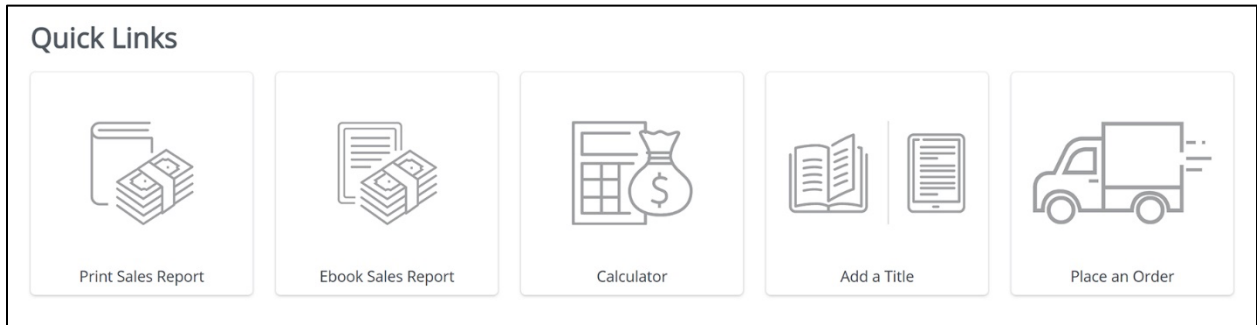 Quick Links
Print Sales Report
Ebook Sales Report
$
Calculator
Add a Title
Place an Order